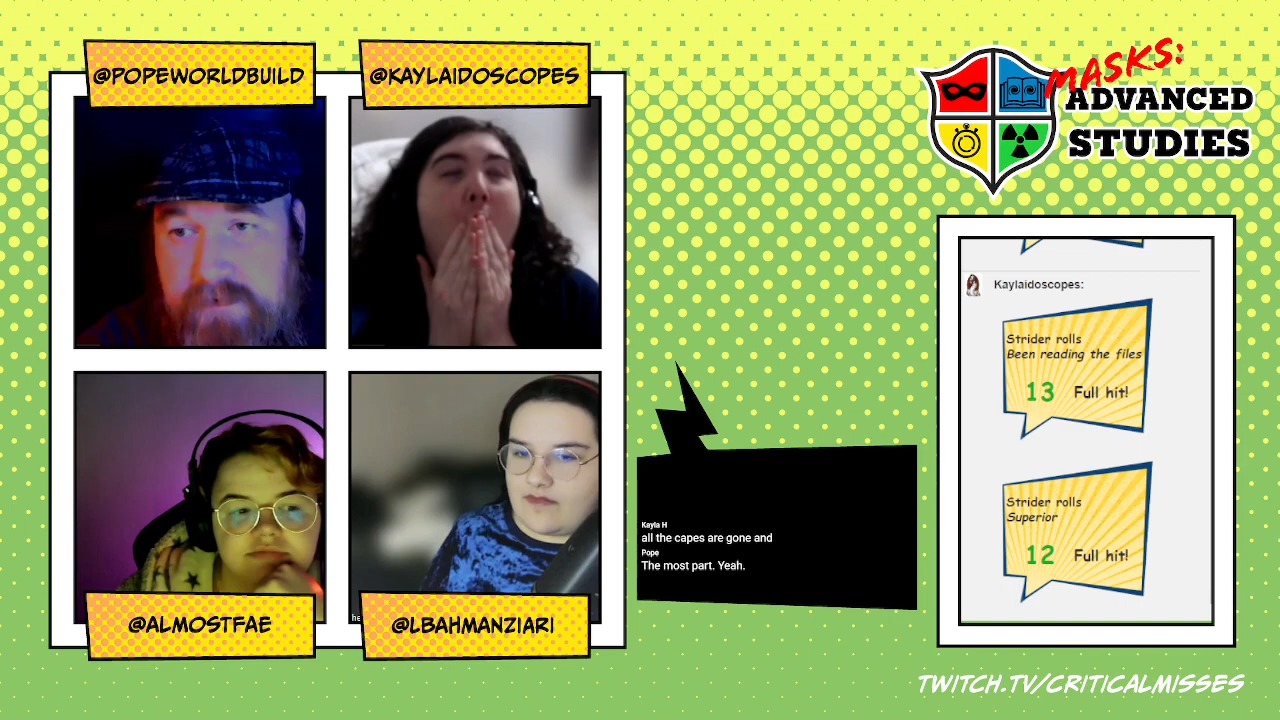 @POPEWORLDBUILD
@KAYLAIDOSCOPES
@ALMOSTFAE
@LBAHMANZIARI
Kayla H
all the capes are gone and
Pope
The most part. Yeah.
MASKS:
ADVANCED
STUDIES
Kaylaidoscopes:
Strider rolls
Been reading the files
13 Full hit!
Strider rolls
Superior
12 Full hit!
TWITCH.TV/CRITICALMISSES